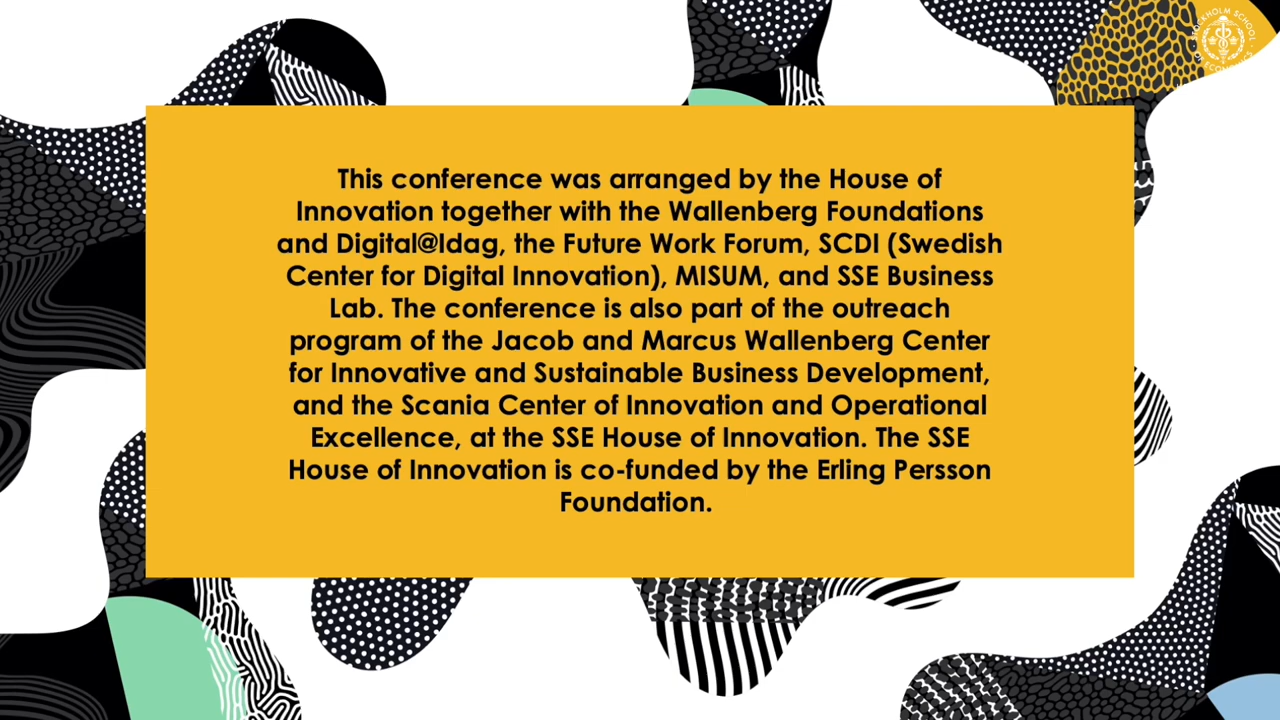 STOCKHOLM SCHOOL
OF ECONOMICS
This conference was arranged by the House of
Innovation together with the Wallenberg Foundations
and Digital@Idag, the Future Work Forum, SCDI (Swedish
Center for Digital Innovation), MISUM, and SSE Business
Lab. The conference is also part of the outreach
program of the Jacob and Marcus Wallenberg Center
for Innovative and Sustainable Business Development,
and the Scania Center of Innovation and Operational
Excellence, at the SSE House of Innovation. The SSE
House of Innovation is co-funded by the Erling Persson
Foundation.